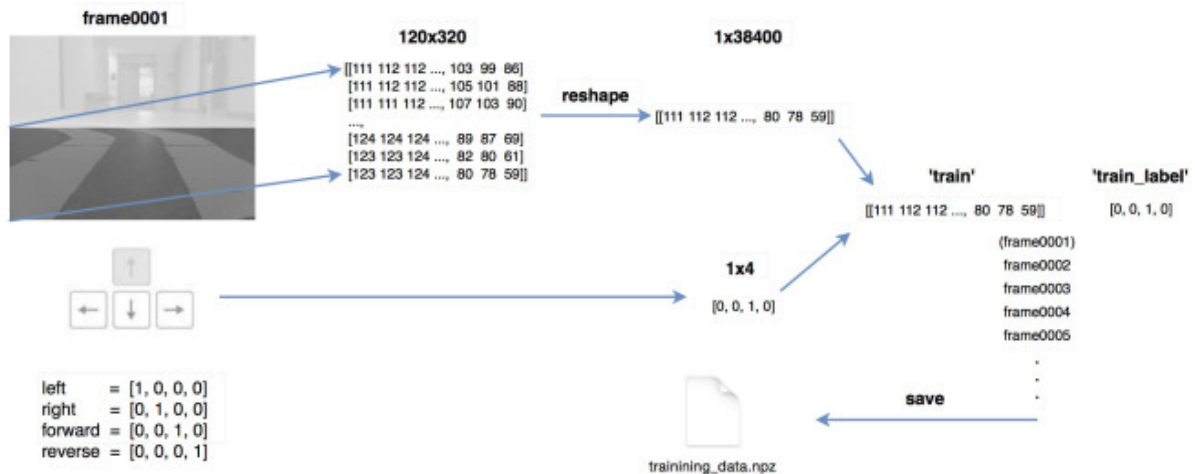 frame0001
120x320
[[111 112 112 ..., 103 99 86]
[111 112 112 ..., 105 101 88]
[111 111 112 ..., 107 103 90]
...,
[124 124 124 ..., 89 87 69]
[123 123 124 ..., 82 80 61]
[123 123 124 ..., 80 78 59]]
reshape
1x38400
[[111 112 112 ..., 80 78 59]]
'train'
[[111 112 112 ..., 80 78 59]]
'train_label'
[0, 0, 1, 0]
(frame0001)
frame0002
frame0003
frame0004
frame0005
.
.
.
1x4
[0, 0, 1, 0]
left = [1, 0, 0, 0]
right = [0, 1, 0, 0]
forward = [0, 0, 1, 0]
reverse = [0, 0, 0, 1]
save
trainining_data.npz